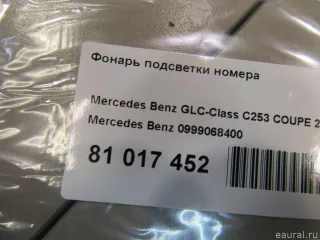 Фонарь подсветки номера
Mercedes Benz GLC-Class C253 COUPE 2
Mercedes Benz 0999068400
81 017 452
eaural.ru